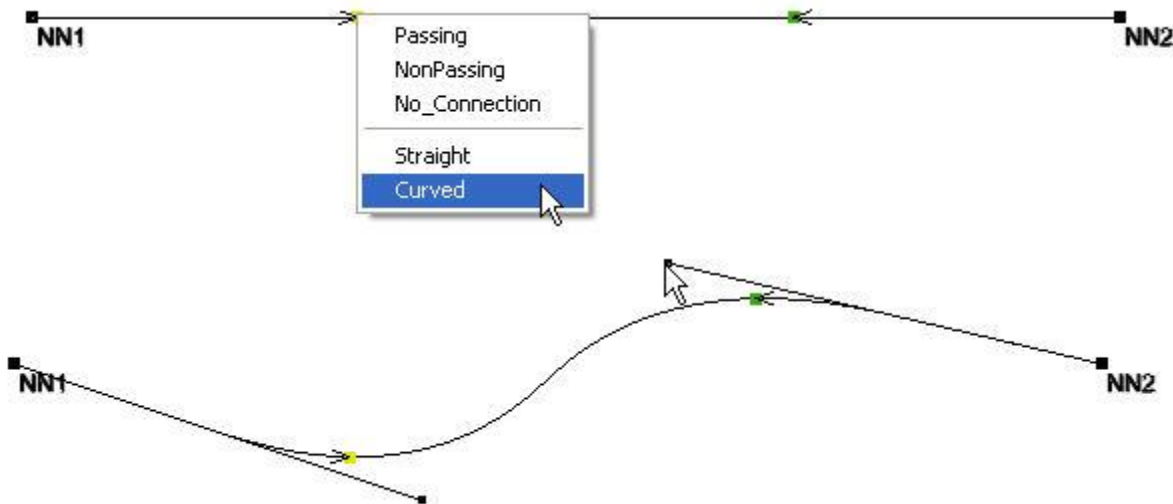 NN1
NN2
Passing
NonPassing
No_Connection
Straight
Curved
NN1
NN2